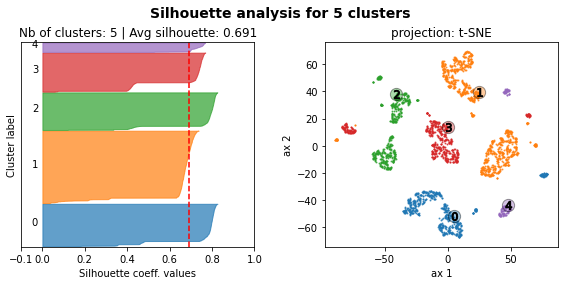 Silhouette analysis for 5 clusters
Nb of clusters: 5 | Avg silhouette: 0.691
4
3
2
1
0
Cluster label
−0.1 0.0 0.2 0.4 0.6 0.8 1.0
Silhouette coeff. values
projection: t-SNE
60
40
20
0
−20
−40
−60
ax 2
2
1
3
4
0
−50 0 50
ax 1